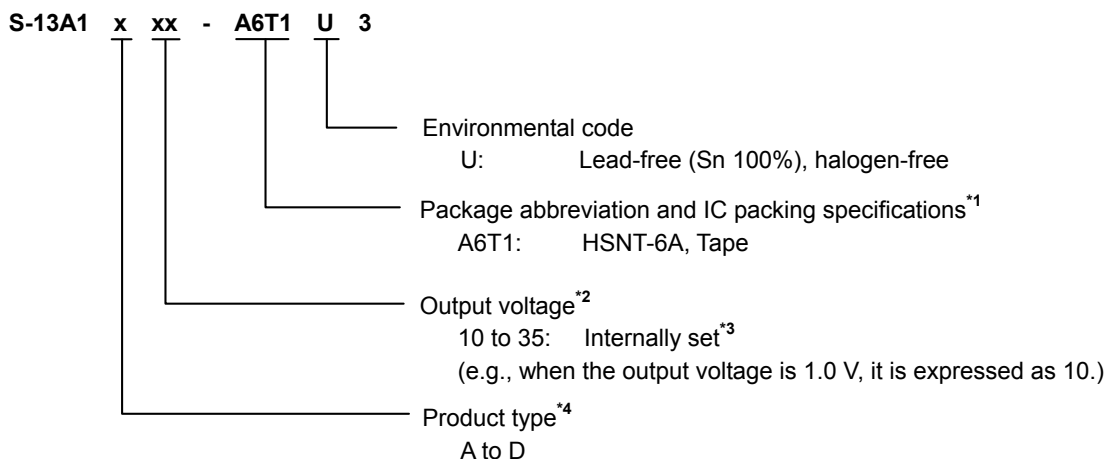 S-13A1 x xx - A6T1 U 3
Environmental code
U: Lead-free (Sn 100%), halogen-free
Package abbreviation and IC packing specifications*1
A6T1: HSNT-6A, Tape
Output voltage*2
10 to 35: Internally set*3
(e.g., when the output voltage is 1.0 V, it is expressed as 10.)
Product type*4
A to D